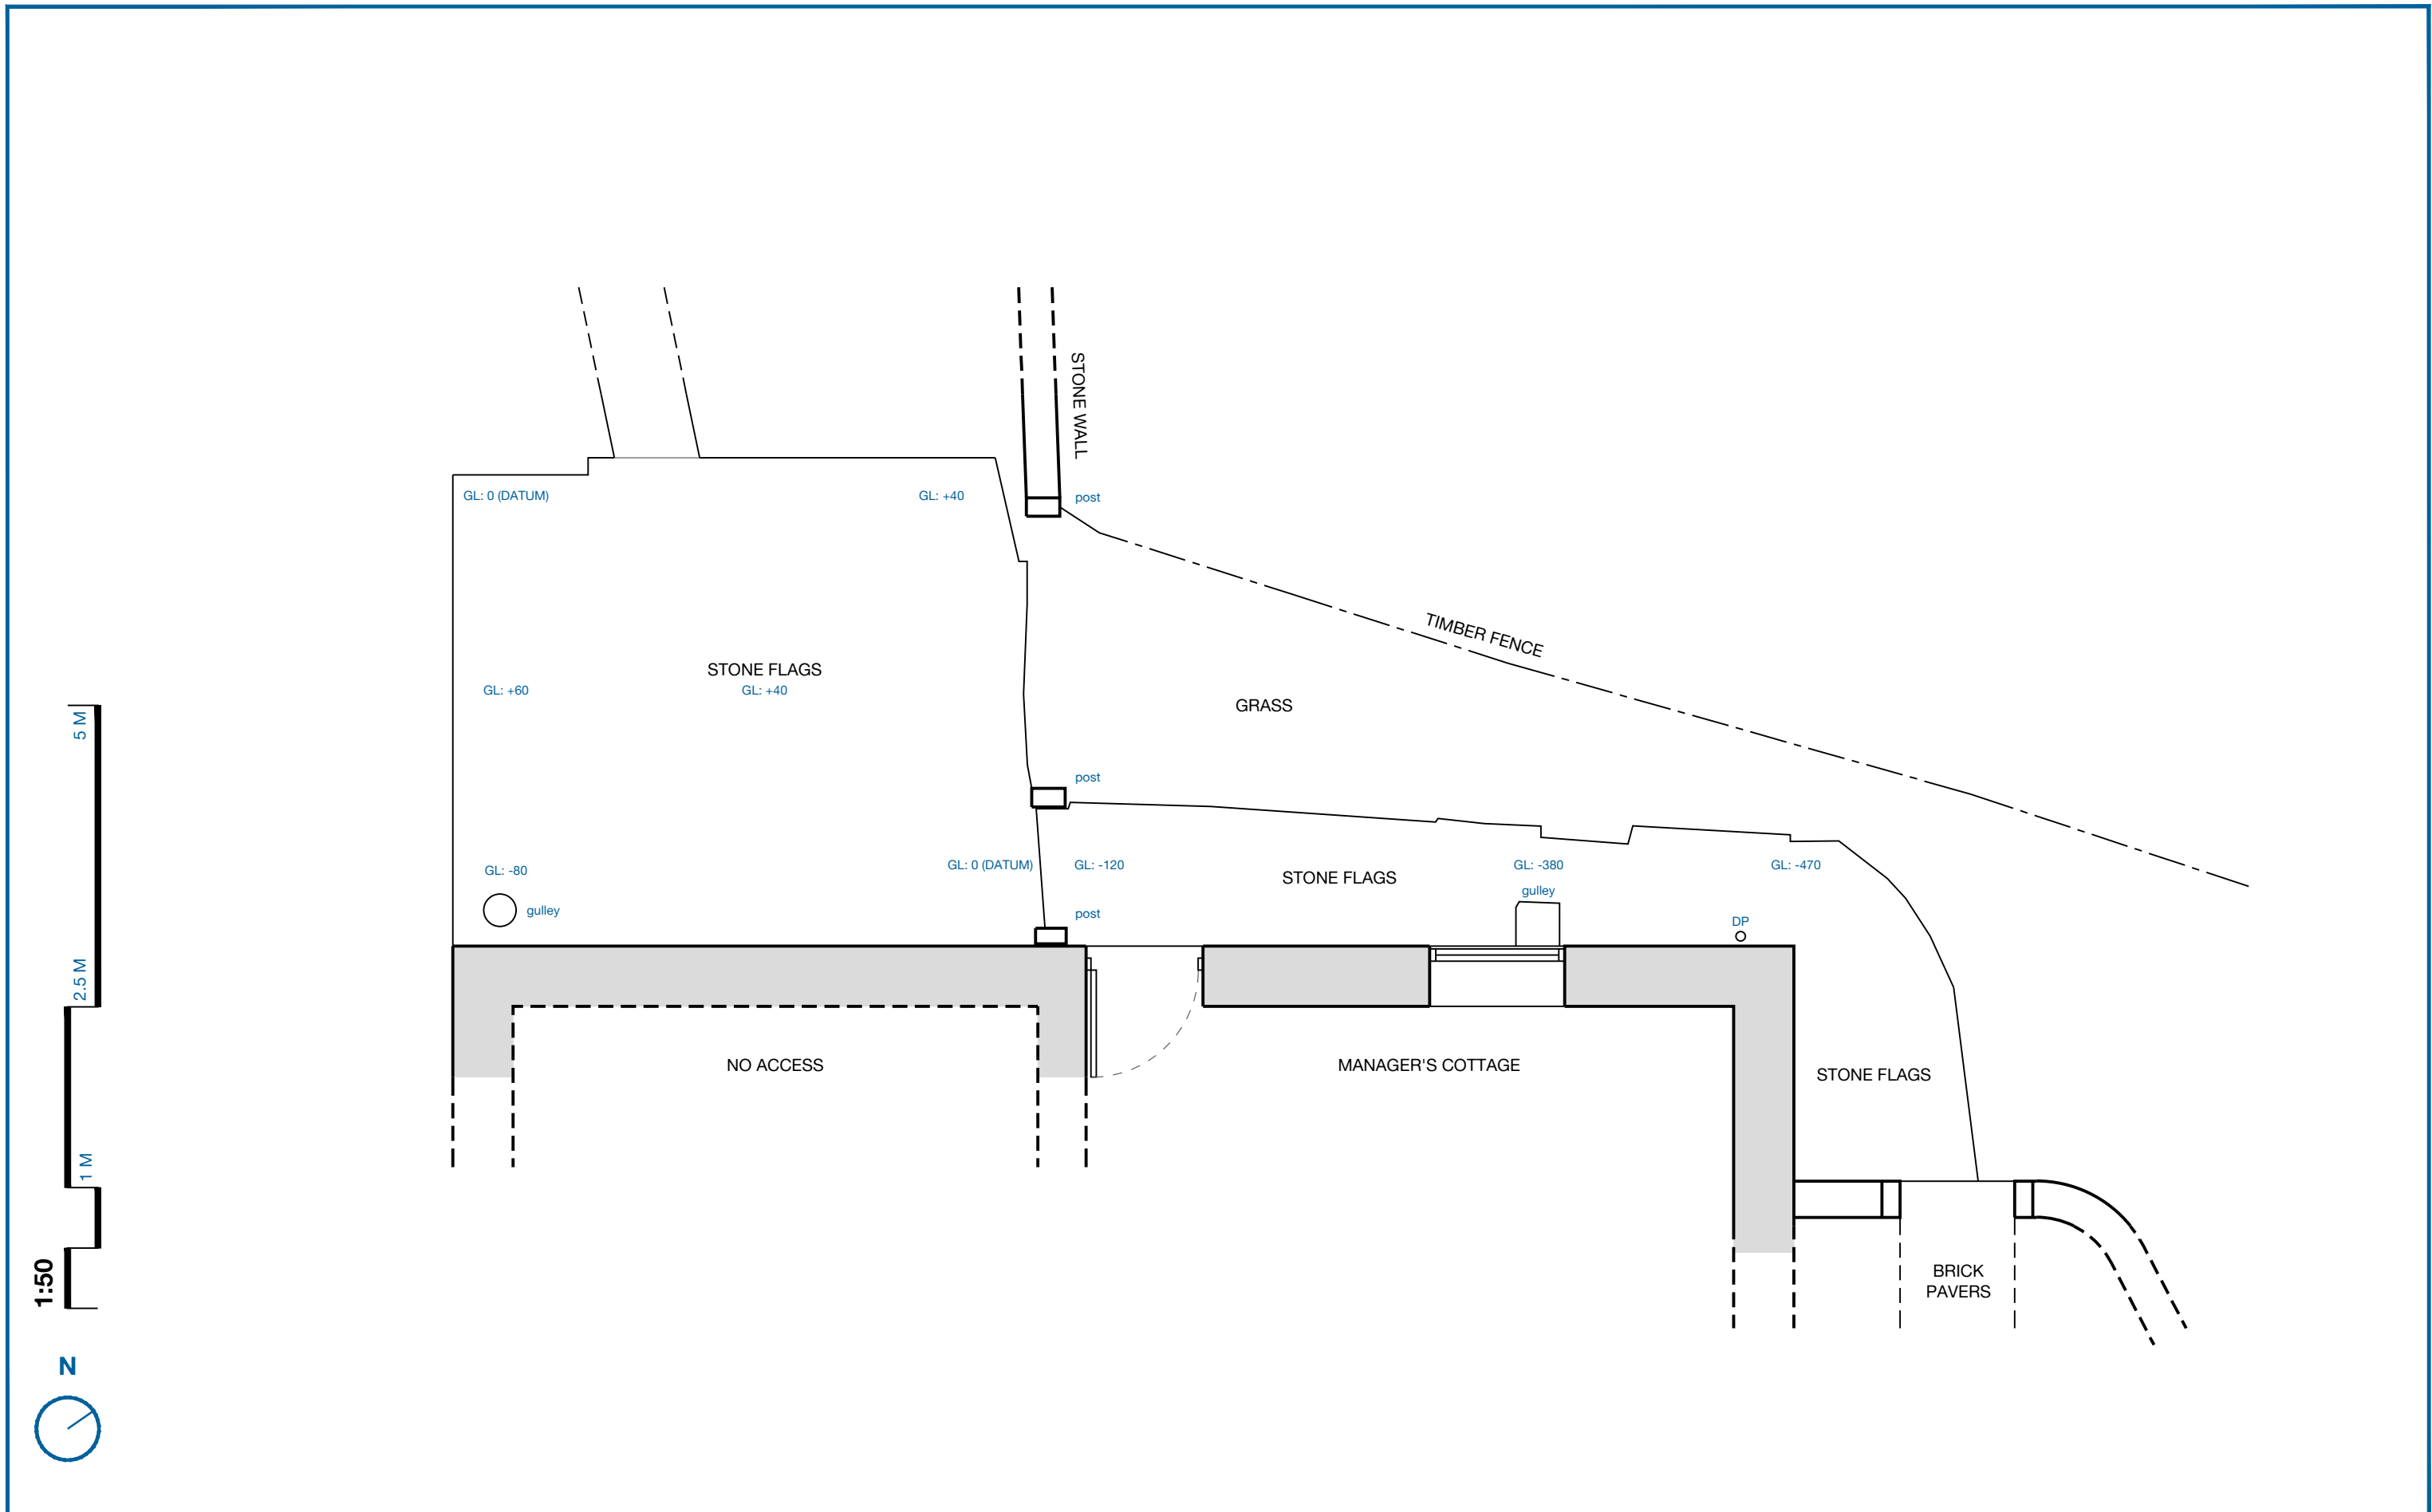 STONE WALL
GL: 0 (DATUM)
GL: +40
post
TIMBER FENCE
STONE FLAGS
GL: +60
GL: +40
GRASS
5 M
post
GL: -80
GL: 0 (DATUM)
GL: -120
STONE FLAGS
GL: -380
GL: -470
gulley
gulley
post
DP
2.5 M
NO ACCESS
MANAGER'S COTTAGE
STONE FLAGS
1 M
1:50
BRICK
PAVERS
N